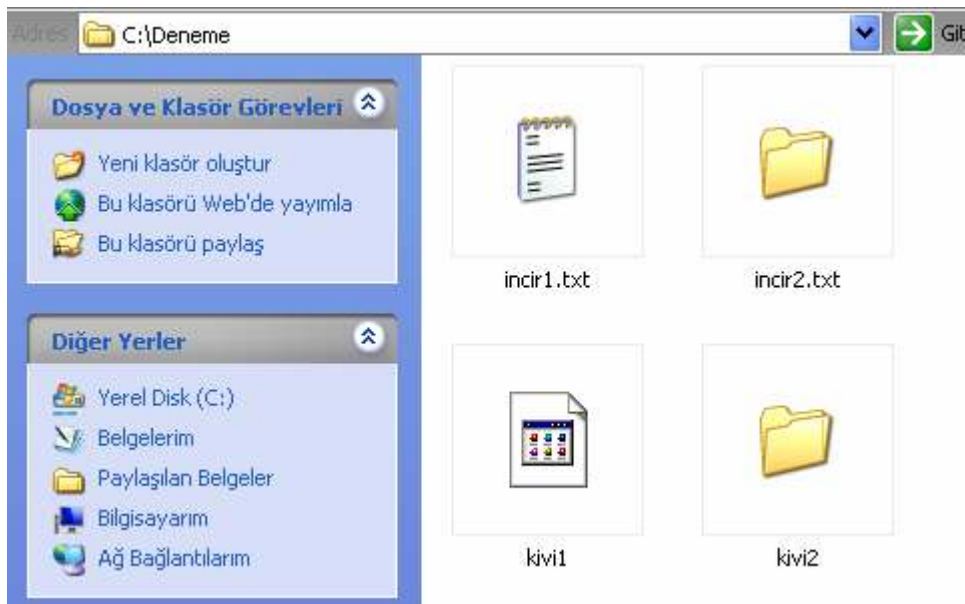 Adres C:\Deneme Git
Dosya ve Klasör Görevleri
Yeni klasör oluştur
Bu klasörü Web'de yayımla
Bu klasörü paylaş
Diğer Yerler
Yerel Disk (C:)
Belgelerim
Paylaşılan Belgeler
Bilgisayarım
Ağ Bağlantılarım
incir1.txt incir2.txt
kivi1 kivi2